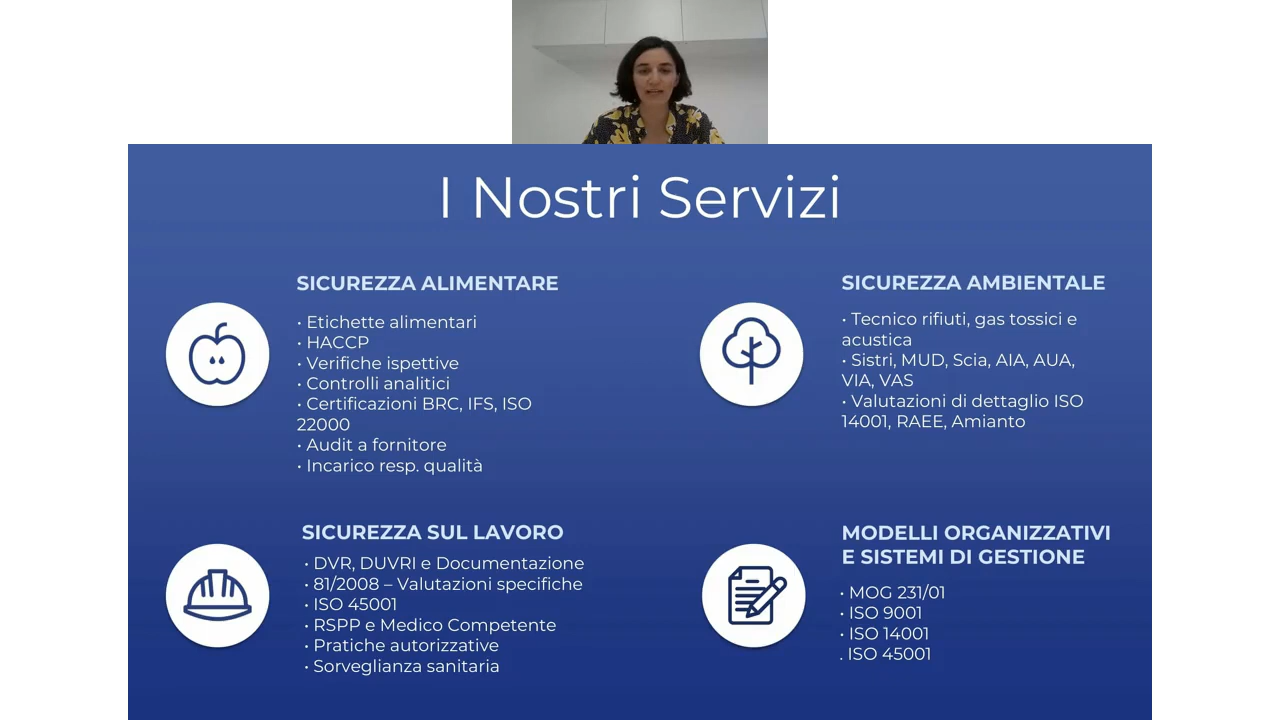 I Nostri Servizi
SICUREZZA ALIMENTARE
• Etichette alimentari
• HACCP
• Verifiche ispettive
• Controlli analitici
• Certificazioni BRC, IFS, ISO
22000
• Audit a fornitore
• Incarico resp. qualità
SICUREZZA AMBIENTALE
• Tecnico rifiuti, gas tossici e
acustica
• Sistri, MUD, Scia, AIA, AUA,
VIA, VAS
• Valutazioni di dettaglio ISO
14001, RAEE, Amianto
SICUREZZA SUL LAVORO
• DVR, DUVRI e Documentazione
• 81/2008 – Valutazioni specifiche
• ISO 45001
• RSPP e Medico Competente
• Pratiche autorizzative
• Sorveglianza sanitaria
MODELLI ORGANIZZATIVI
E SISTEMI DI GESTIONE
• MOG 231/01
• ISO 9001
• ISO 14001
. ISO 45001